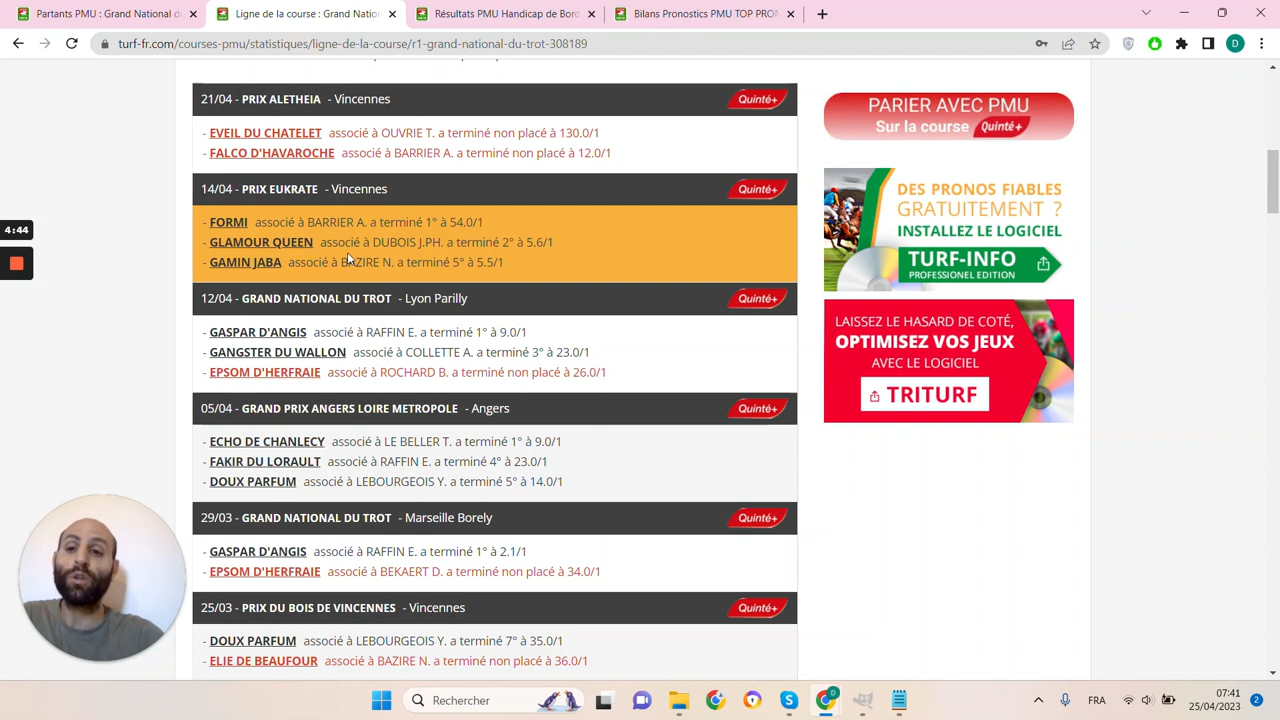 Partants PMU : Grand National d
Ligne de la course : Grand Nation
Résultats PMU Handicap de Bord
Bilans Pronostics PMU TOP PRON
turf-fr.com/courses-pmu/statistiques/ligne-de-la-course/r1-grand-national-du-trot-308189
D
21/04 - PRIX ALETHEIA - Vincennes
Quinté+
- EVEIL DU CHATELET associé à OUVRIE T. a terminé non placé à 130.0/1
- FALCO D'HAVAROCHE associé à BARRIER A. a terminé non placé à 12.0/1
14/04 - PRIX EUKRATE - Vincennes
Quinté+
- FORMI associé à BARRIER A. a terminé 1° à 54.0/1
- GLAMOUR QUEEN associé à DUBOIS J.PH. a terminé 2° à 5.6/1
- GAMIN JABA associé à BAZIRE N. a terminé 5° à 5.5/1
12/04 - GRAND NATIONAL DU TROT - Lyon Parilly
Quinté+
- GASPAR D'ANGIS associé à RAFFIN E. a terminé 1° à 9.0/1
- GANGSTER DU WALLON associé à COLLETTE A. a terminé 3° à 23.0/1
- EPSOM D'HERFRAIE associé à ROCHARD B. a terminé non placé à 26.0/1
05/04 - GRAND PRIX ANGERS LOIRE METROPOLE - Angers
Quinté+
- ECHO DE CHANLECY associé à LE BELLER T. a terminé 1° à 9.0/1
- FAKIR DU LORAULT associé à RAFFIN E. a terminé 4° à 23.0/1
- DOUX PARFUM associé à LEBOURGEOIS Y. a terminé 5° à 14.0/1
29/03 - GRAND NATIONAL DU TROT - Marseille Borely
Quinté+
- GASPAR D'ANGIS associé à RAFFIN E. a terminé 1° à 2.1/1
- EPSOM D'HERFRAIE associé à BEKAERT D. a terminé non placé à 34.0/1
25/03 - PRIX DU BOIS DE VINCENNES - Vincennes
Quinté+
- DOUX PARFUM associé à LEBOURGEOIS Y. a terminé 7° à 35.0/1
- ELIE DE BEAUFOUR associé à BAZIRE N. a terminé non placé à 36.0/1
PARIER AVEC PMU
Sur la course Quinté+
DES PRONOS FIABLES
GRATUITEMENT ?
INSTALLEZ LE LOGICIEL
TURF-INFO
PROFESSIONEL EDITION
LAISSEZ LE HASARD DE COTÉ,
OPTIMISEZ VOS JEUX
AVEC LE LOGICIEL
TRITURF
4:44
Rechercher
D
FRA
07:41
25/04/2023
2